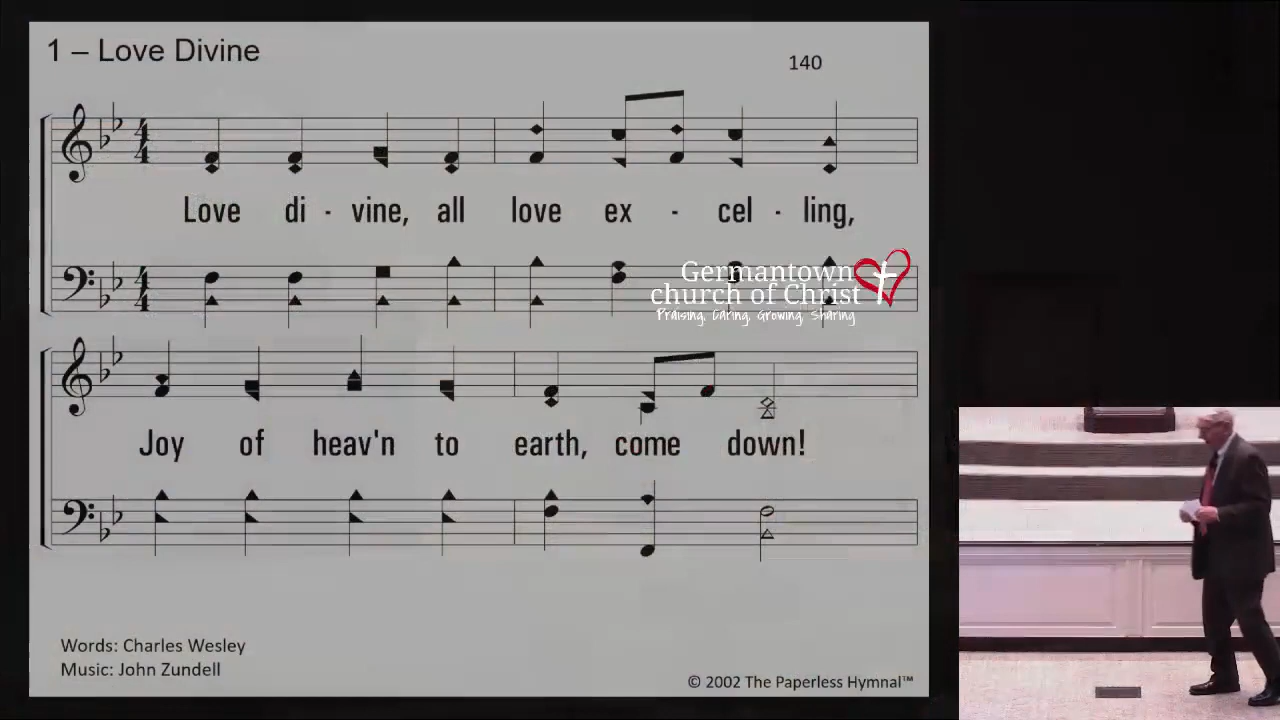 1 – Love Divine
140
Love di - vine, all love ex - cel - ling,
Germantown
church of Christ
Praising, Caring, Growing, Sharing
Joy of heav'n to earth, come down!
Words: Charles Wesley
Music: John Zundell
© 2002 The Paperless Hymnal™